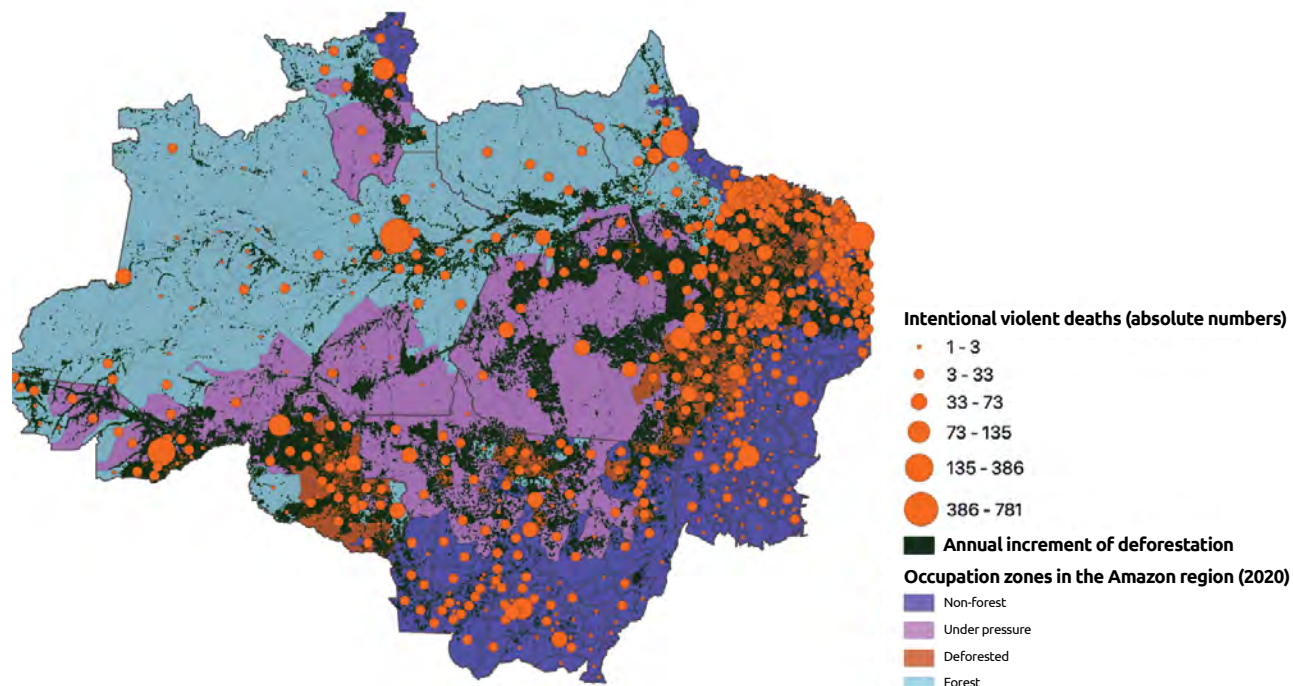 Intentional violent deaths (absolute numbers)
1 - 3
3 - 33
33 - 73
73 - 135
135 - 386
386 - 781
Annual increment of deforestation
Occupation zones in the Amazon region (2020)
Non-forest
Under pressure
Deforested
Forest